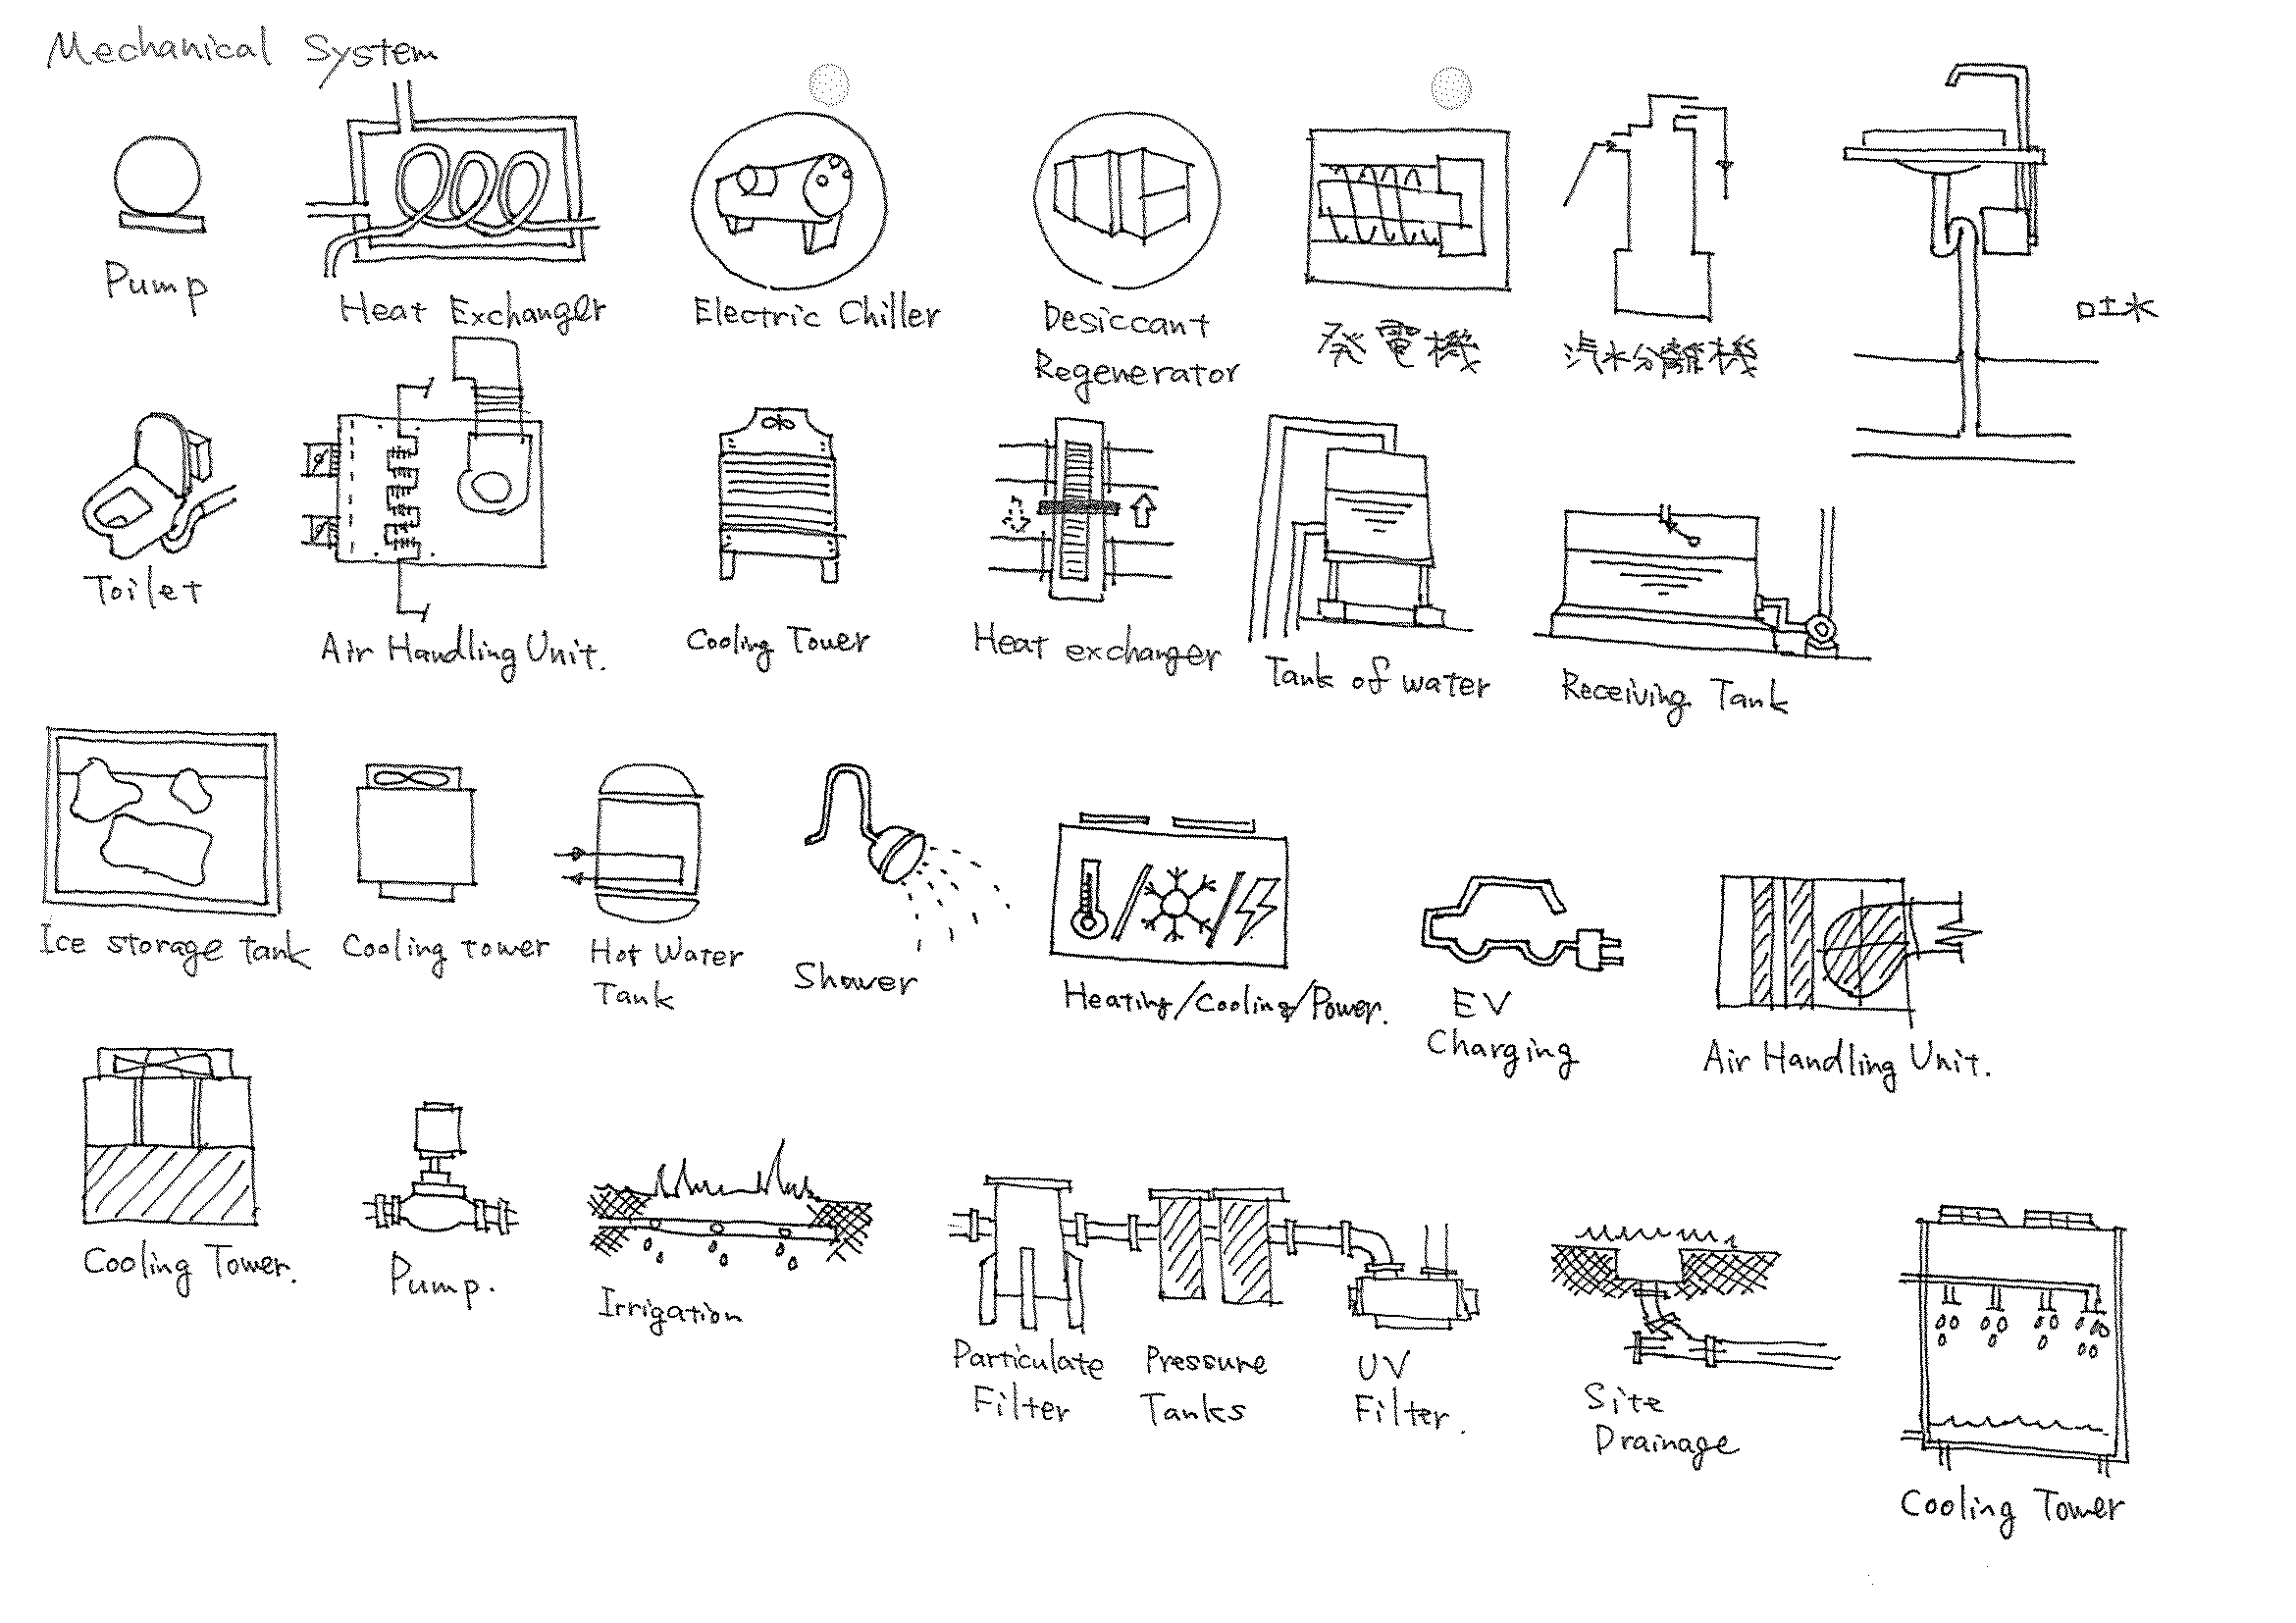 Mechanical System
Pump
Heat Exchanger
Electric Chiller
Desiccant
Regenerator
発電機
汽水分離機
吐水
Toilet
Air Handling Unit.
Cooling Tower
Heat exchanger
Tank of water
Receiving Tank
Ice storage tank
Cooling tower
Hot Water
Tank
Shower
Heating/Cooling/Power.
EV
Charging
Air Handling Unit.
Cooling Tower.
Pump.
Irrigation
Particulate
Filter
Pressure
Tanks
UV
Filter.
Site
Drainage
Cooling Tower